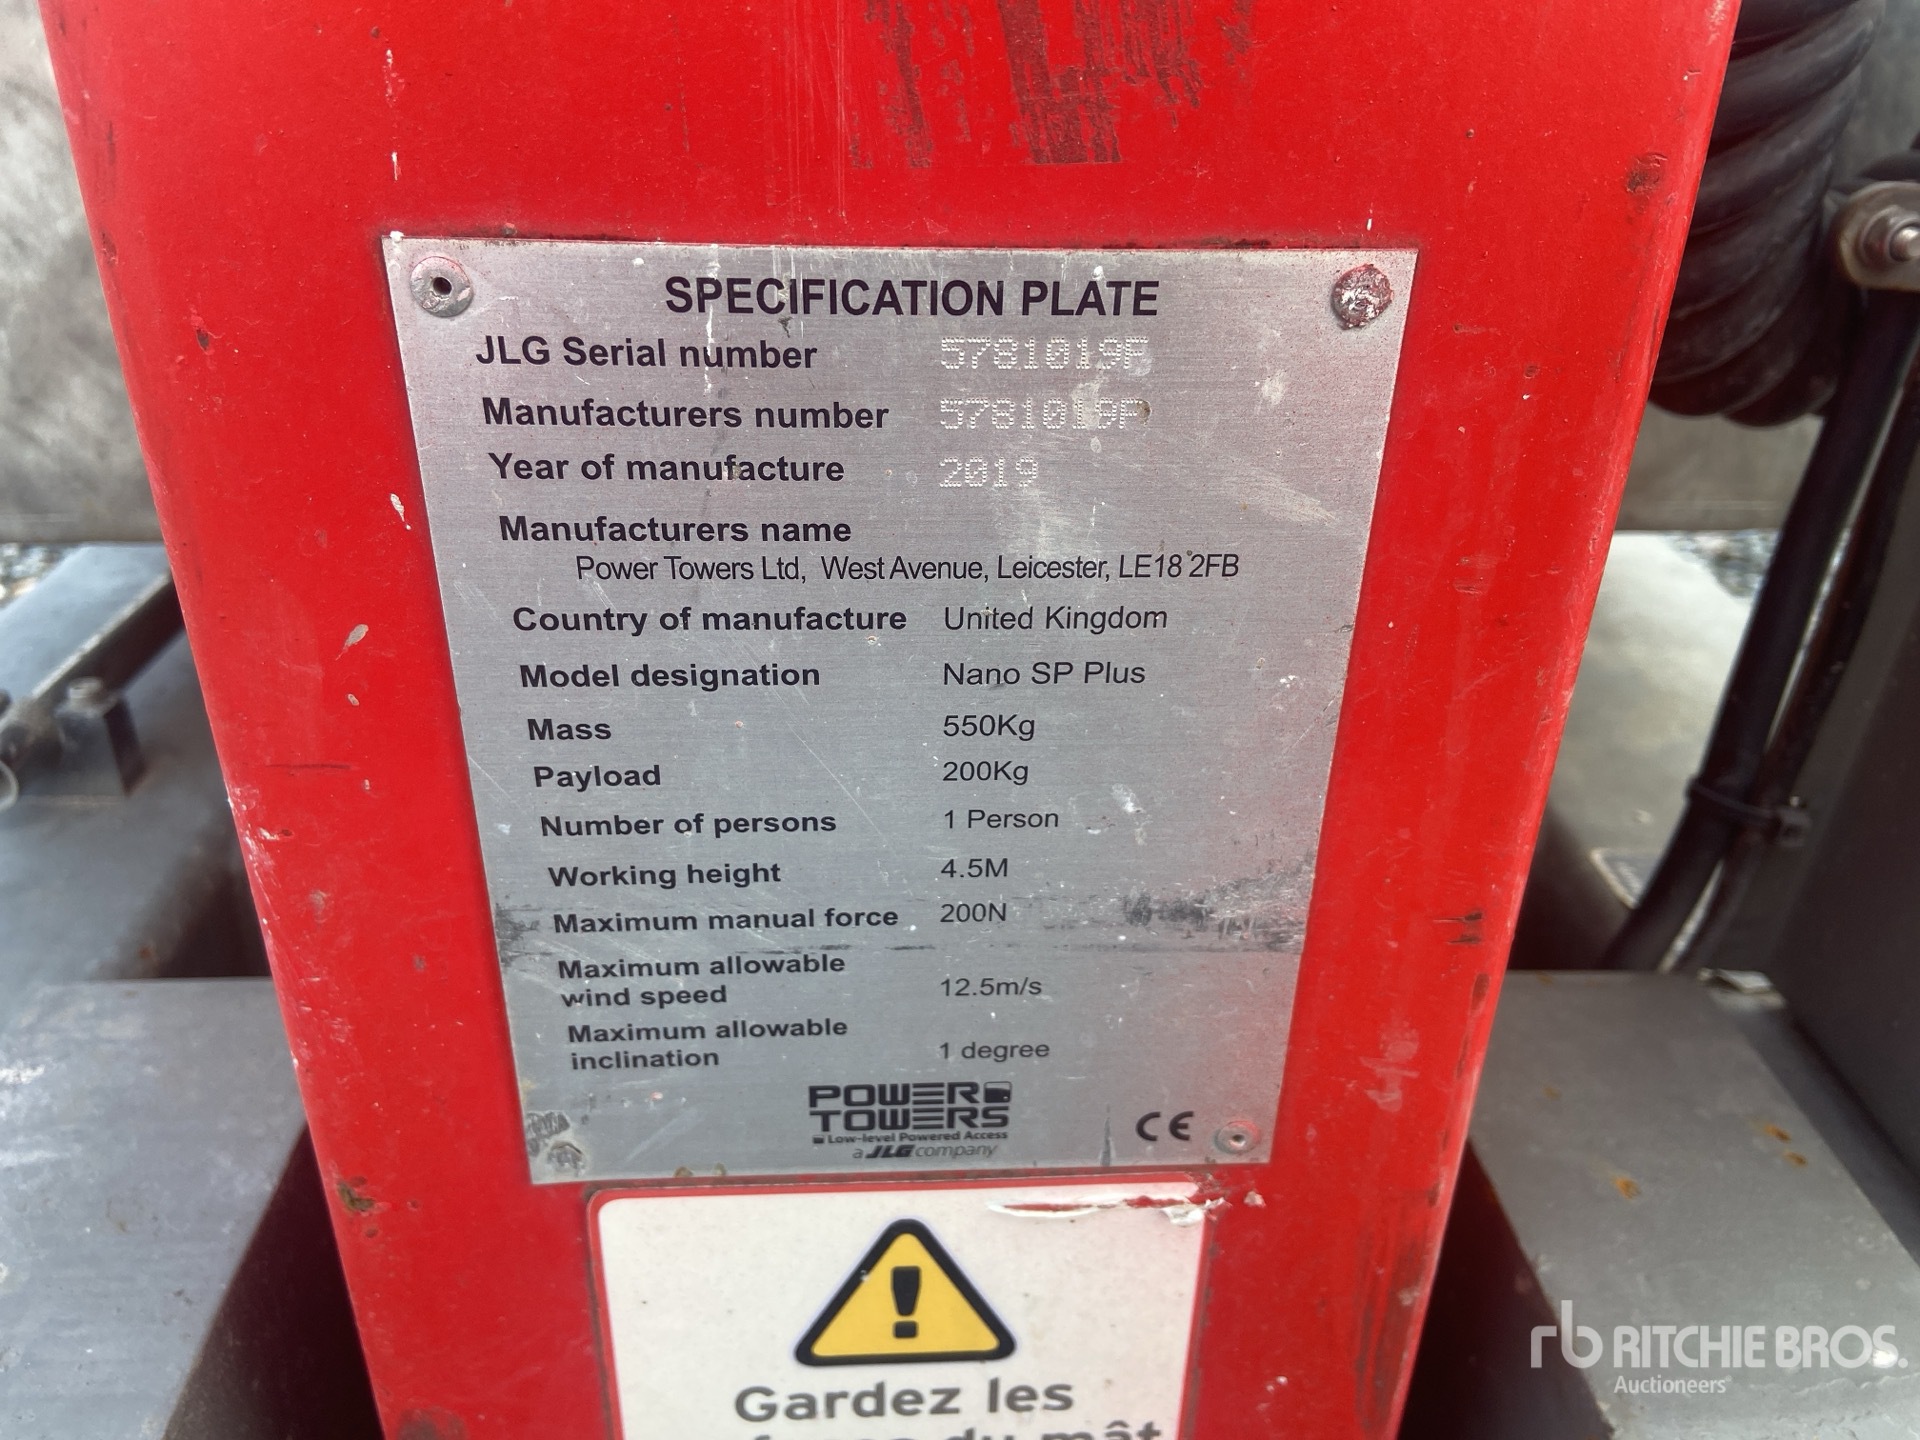 SPECIFICATION PLATE
JLG Serial number 5781019F
Manufacturers number 5781019F
Year of manufacture 2019
Manufacturers name
Power Towers Ltd, West Avenue, Leicester, LE18 2FB
Country of manufacture United Kingdom
Model designation Nano SP Plus
Mass 550Kg
Payload 200Kg
Number of persons 1 Person
Working height 4.5M
Maximum manual force 200N
Maximum allowable
wind speed 12.5m/s
Maximum allowable
inclination 1 degree
POWER
TOWERS
Low-level Powered Access
a JLG company
CE
Gardez les
du mât
rb RITCHIE BROS.
Auctioneers